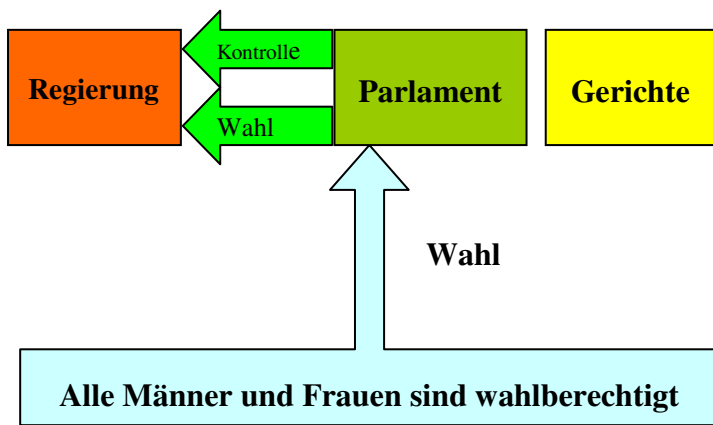 Kontrolle
Regierung
Parlament
Gerichte
Wahl
Wahl
Alle Männer und Frauen sind wahlberechtigt